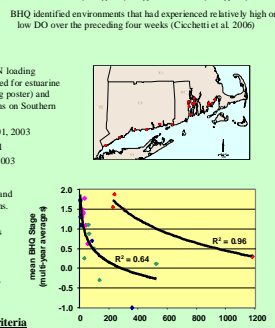 BHQ identified environments that had experienced relatively high or
low DO over the preceding four weeks (Cicchetti et al. 2006)
N loading
ed for estuarine
g poster) and
ns on Southern
01, 2003
003
and
ns.
mean BHQ Stage
(multi-year averages)
2.0
1.5
1.0
0.5
0.0
-0.5
-1.0
R² = 0.96
R² = 0.64
0 200 400 600 800 1000 1200
riteria